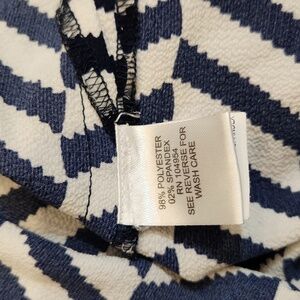 98% POLYESTER
02% SPANDEX
RN 104954
SEE REVERSE FOR
WASH CARE